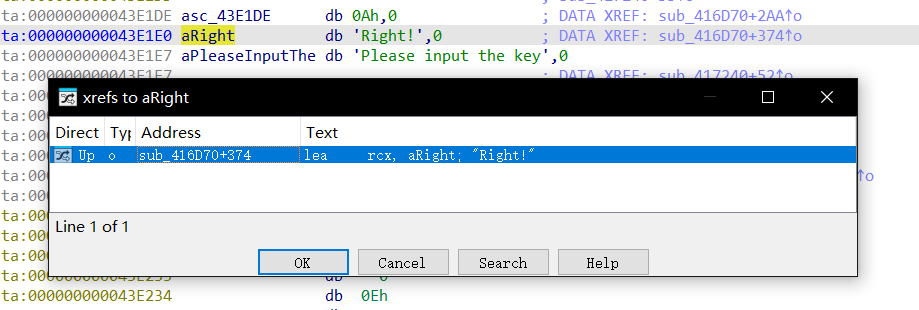 ta:000000000043E1DE asc_43E1DE db 0Ah,0 ; DATA XREF: sub_416D70+2AA↑o
ta:000000000043E1E0 aRight db 'Right!',0 ; DATA XREF: sub_416D70+374↑o
ta:000000000043E1E7 aPleaseInputThe db 'Please input the key',0
; DATA XREF: sub_417240+52↑o
xrefs to aRight
Direct Typ Address Text
Up o sub_416D70+374 lea rcx, aRight; "Right!"
Line 1 of 1
OK Cancel Search Help
ta:000000000043E234 db 0Eh